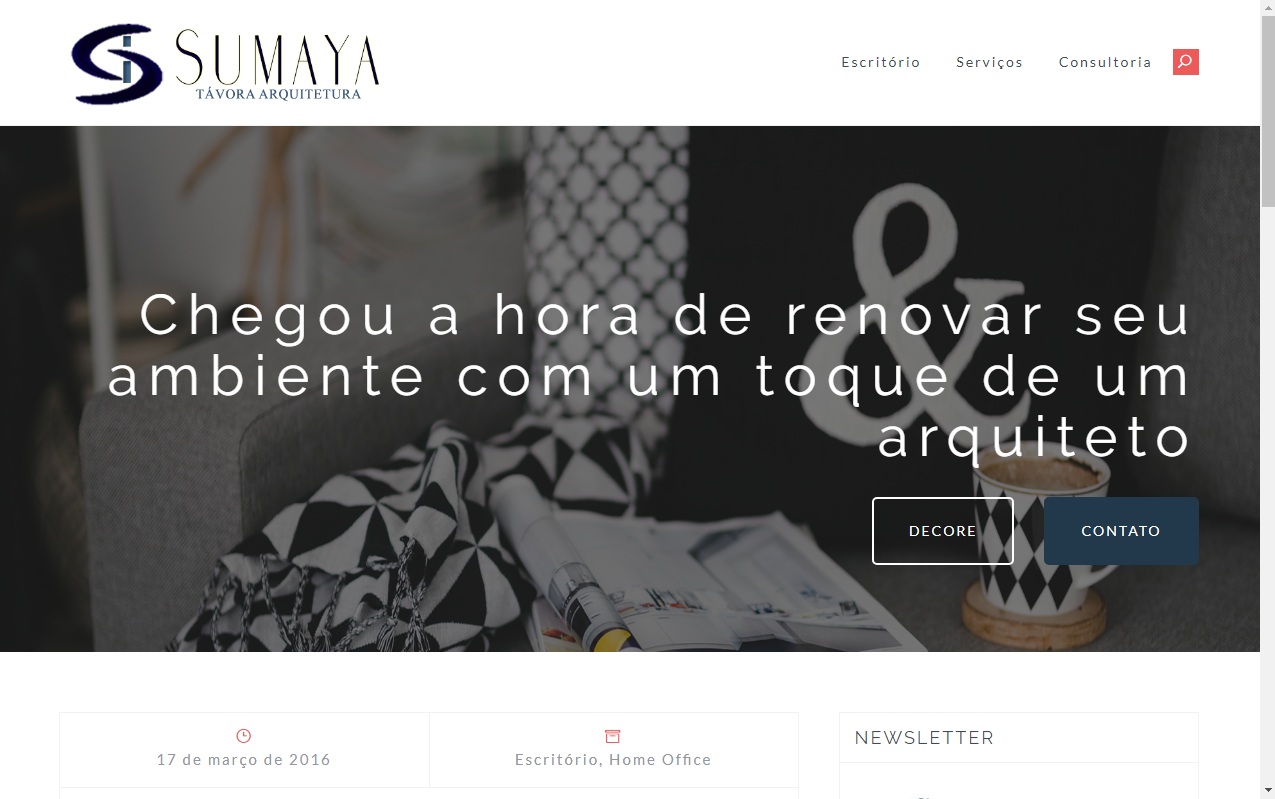 SUMAYA
TÁVORA ARQUITETURA
Escritório
Serviços
Consultoria
Chegou a hora de renovar seu
ambiente com um toque de um
arquiteto
DECORE
CONTATO
17 de março de 2016
Escritório, Home Office
NEWSLETTER